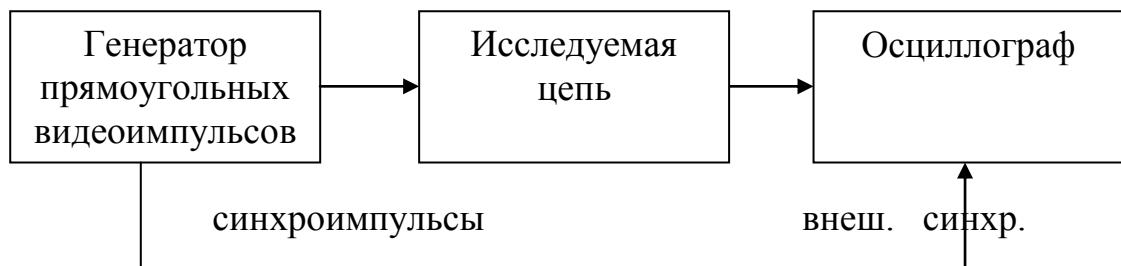 Генератор
прямоугольных
видеоимпульсов
Исследуемая
цепь
Осциллограф
синхроимпульсы
внеш. синхр.